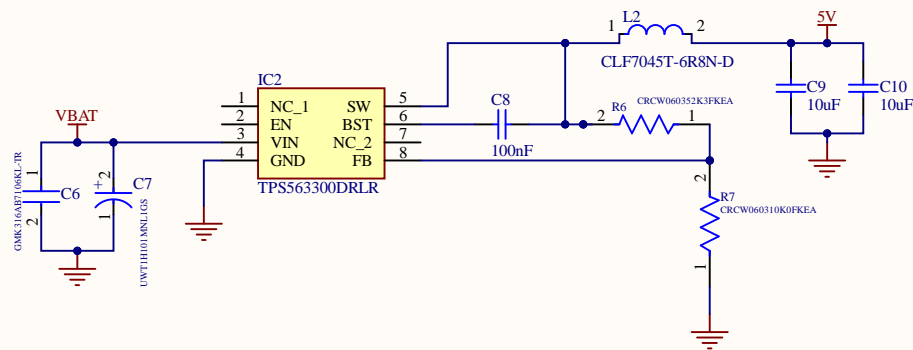 L2
1
2
CLF7045T-6R8N-D
5V
C9
10uF
C10
10uF
IC2
1
NC_1
SW
5
2
EN
BST
6
3
VIN
NC_2
7
4
GND
FB
8
TPS563300DRLR
C8
100nF
R6
CRCW060352K3FKEA
2
1
VBAT
1
C6
2
GMK316AB7106KL-TR
+
2
C7
1
UWT1H101MNL1GS
2
R7
CRCW060310K0FKEA
1